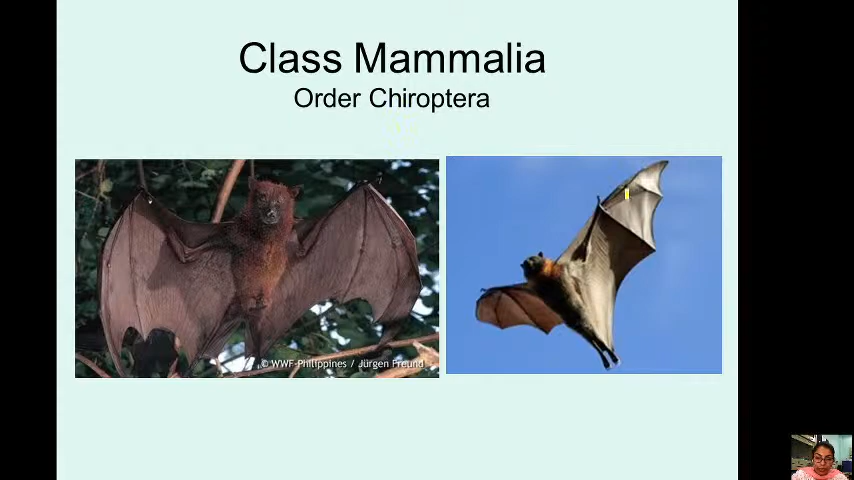 Class Mammalia
Order Chiroptera
© WWF-Philippines / Jürgen Freund